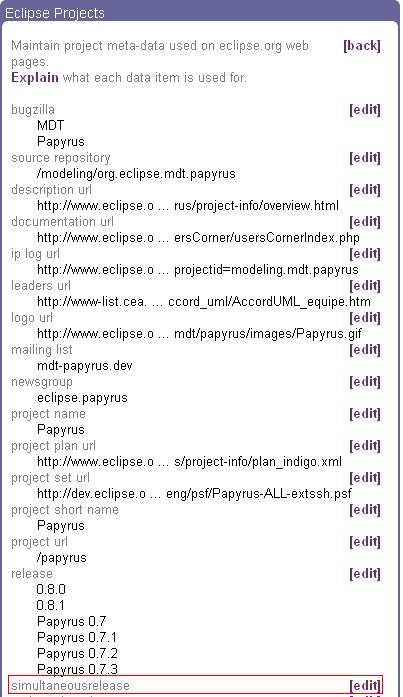 Eclipse Projects
Maintain project meta-data used on eclipse.org web [back]
pages.
Explain what each data item is used for.
bugzilla [edit]
MDT
Papyrus
source repository [edit]
/modeling/org.eclipse.mdt.papyrus
description url [edit]
http://www.eclipse.o ... rus/project-info/overview.html
documentation url [edit]
http://www.eclipse.o ... ersCorner/usersCornerIndex.php
ip log url [edit]
http://www.eclipse.o ... projectid=modeling.mdt.papyrus
leaders url [edit]
http://www-list.cea. ... ccord_uml/AccordUML_equipe.htm
logo url [edit]
http://www.eclipse.o ... mdt/papyrus/images/Papyrus.gif
mailing list [edit]
mdt-papyrus.dev
newsgroup [edit]
eclipse.papyrus
project name [edit]
Papyrus
project plan url [edit]
http://www.eclipse.o ... s/project-info/plan_indigo.xml
project set url [edit]
http://dev.eclipse.o ... eng/psf/Papyrus-ALL-extssh.psf
project short name [edit]
Papyrus
project url [edit]
/papyrus
release [edit]
0.8.0
0.8.1
Papyrus 0.7
Papyrus 0.7.1
Papyrus 0.7.2
Papyrus 0.7.3
simultaneousrelease [edit]